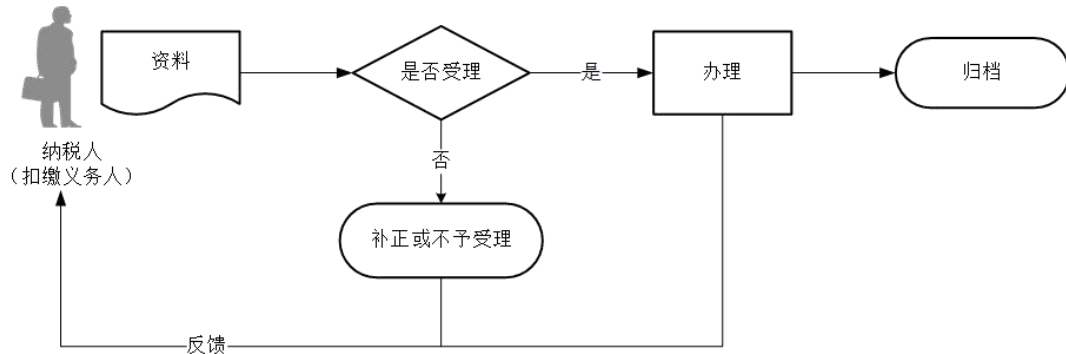 资料
是否受理
是
办理
归档
纳税人
（扣缴义务人）
否
补正或不予受理
反馈